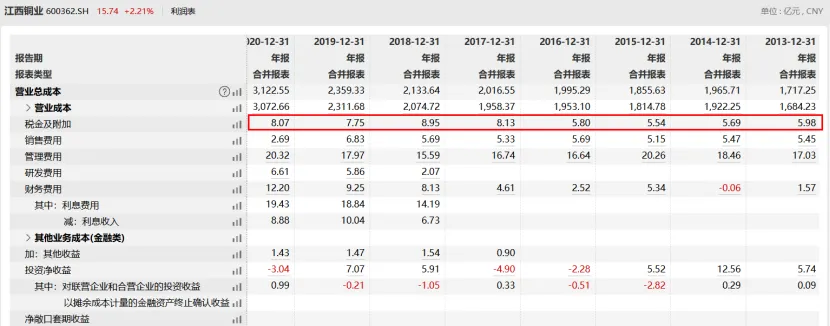 江西铜业 15.74 +2.21% 600362.SH 利润表 单位 : 亿元 , CNY
报告期 020-12-31 2019-12-31 2018-12-31 2017-12-31 2016-12-31 2015-12-31 2014-12-31 2013-12-31
年报 年报 年报 年报 年报 年报 年报 年报
报表类型 合并报表 合并报表 合并报表 合并报表 合并报表 合并报表 合并报表 合并报表
营业总成本 ? 3,122.55 2,359.33 2,133.64 2,016.55 1,995.29 1,855.63 1,965.71 1,717.25
> 营业成本 3,072.66 2,311.68 2,074.72 1,958.37 1,953.10 1,814.78 1,922.25 1,684.23
税金及附加 8.07 7.75 8.95 8.13 5.80 5.54 5.69 5.98
销售费用 2.69 6.83 5.69 5.33 5.69 5.15 5.47 5.45
管理费用 20.32 17.97 15.59 16.74 16.64 20.26 18.46 17.03
研发费用 6.61 5.86 2.07
财务费用 12.20 9.25 8.13 4.61 2.52 5.34 -0.06 1.57
其中: 利息费用 19.43 18.84 14.19
减: 利息收入 8.88 10.04 6.73
> 其他业务成本(金融类)
加: 其他收益 1.43 1.47 1.54 0.90
投资净收益 -3.04 7.07 5.91 -4.90 -2.28 5.52 12.56 5.74
其中: 对联营企业和合营企业的投资收益 0.99 -0.21 -1.05 0.33 -0.51 -2.82 0.29 0.09
以摊余成本计量的金融资产终止确认收益
净敞口套期收益